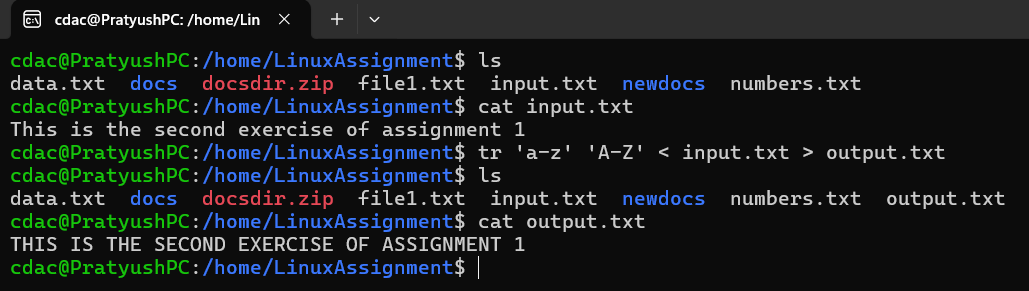 cdac@PratyushPC: /home/Lin
cdac@PratyushPC:/home/LinuxAssignment$ ls
data.txt  docs  docsdir.zip  file1.txt  input.txt  newdocs  numbers.txt
cdac@PratyushPC:/home/LinuxAssignment$ cat input.txt
This is the second exercise of assignment 1
cdac@PratyushPC:/home/LinuxAssignment$ tr 'a-z' 'A-Z' < input.txt > output.txt
cdac@PratyushPC:/home/LinuxAssignment$ ls
data.txt  docs  docsdir.zip  file1.txt  input.txt  newdocs  numbers.txt  output.txt
cdac@PratyushPC:/home/LinuxAssignment$ cat output.txt
THIS IS THE SECOND EXERCISE OF ASSIGNMENT 1
cdac@PratyushPC:/home/LinuxAssignment$